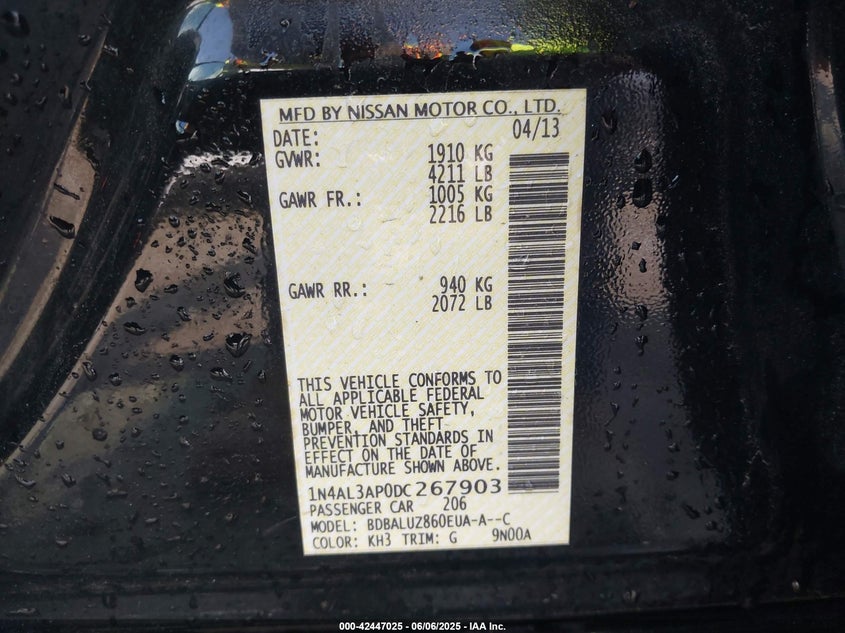 MFD BY NISSAN MOTOR CO., LTD.
DATE: 04/13
GVWR: 1910 KG
4211 LB
GAWR FR.: 1005 KG
2216 LB
GAWR RR.: 940 KG
2072 LB
THIS VEHICLE CONFORMS TO
ALL APPLICABLE FEDERAL
MOTOR VEHICLE SAFETY,
BUMPER, AND THEFT
PREVENTION STANDARDS IN
EFFECT ON THE DATE OF
MANUFACTURE SHOWN ABOVE.
1N4AL3AP0DC267903
PASSENGER CAR 206
MODEL: BDBALUZ860EUA-A--C
COLOR: KH3 TRIM: G 9N00A
000-42447025 - 06/06/2025 - IAA Inc.